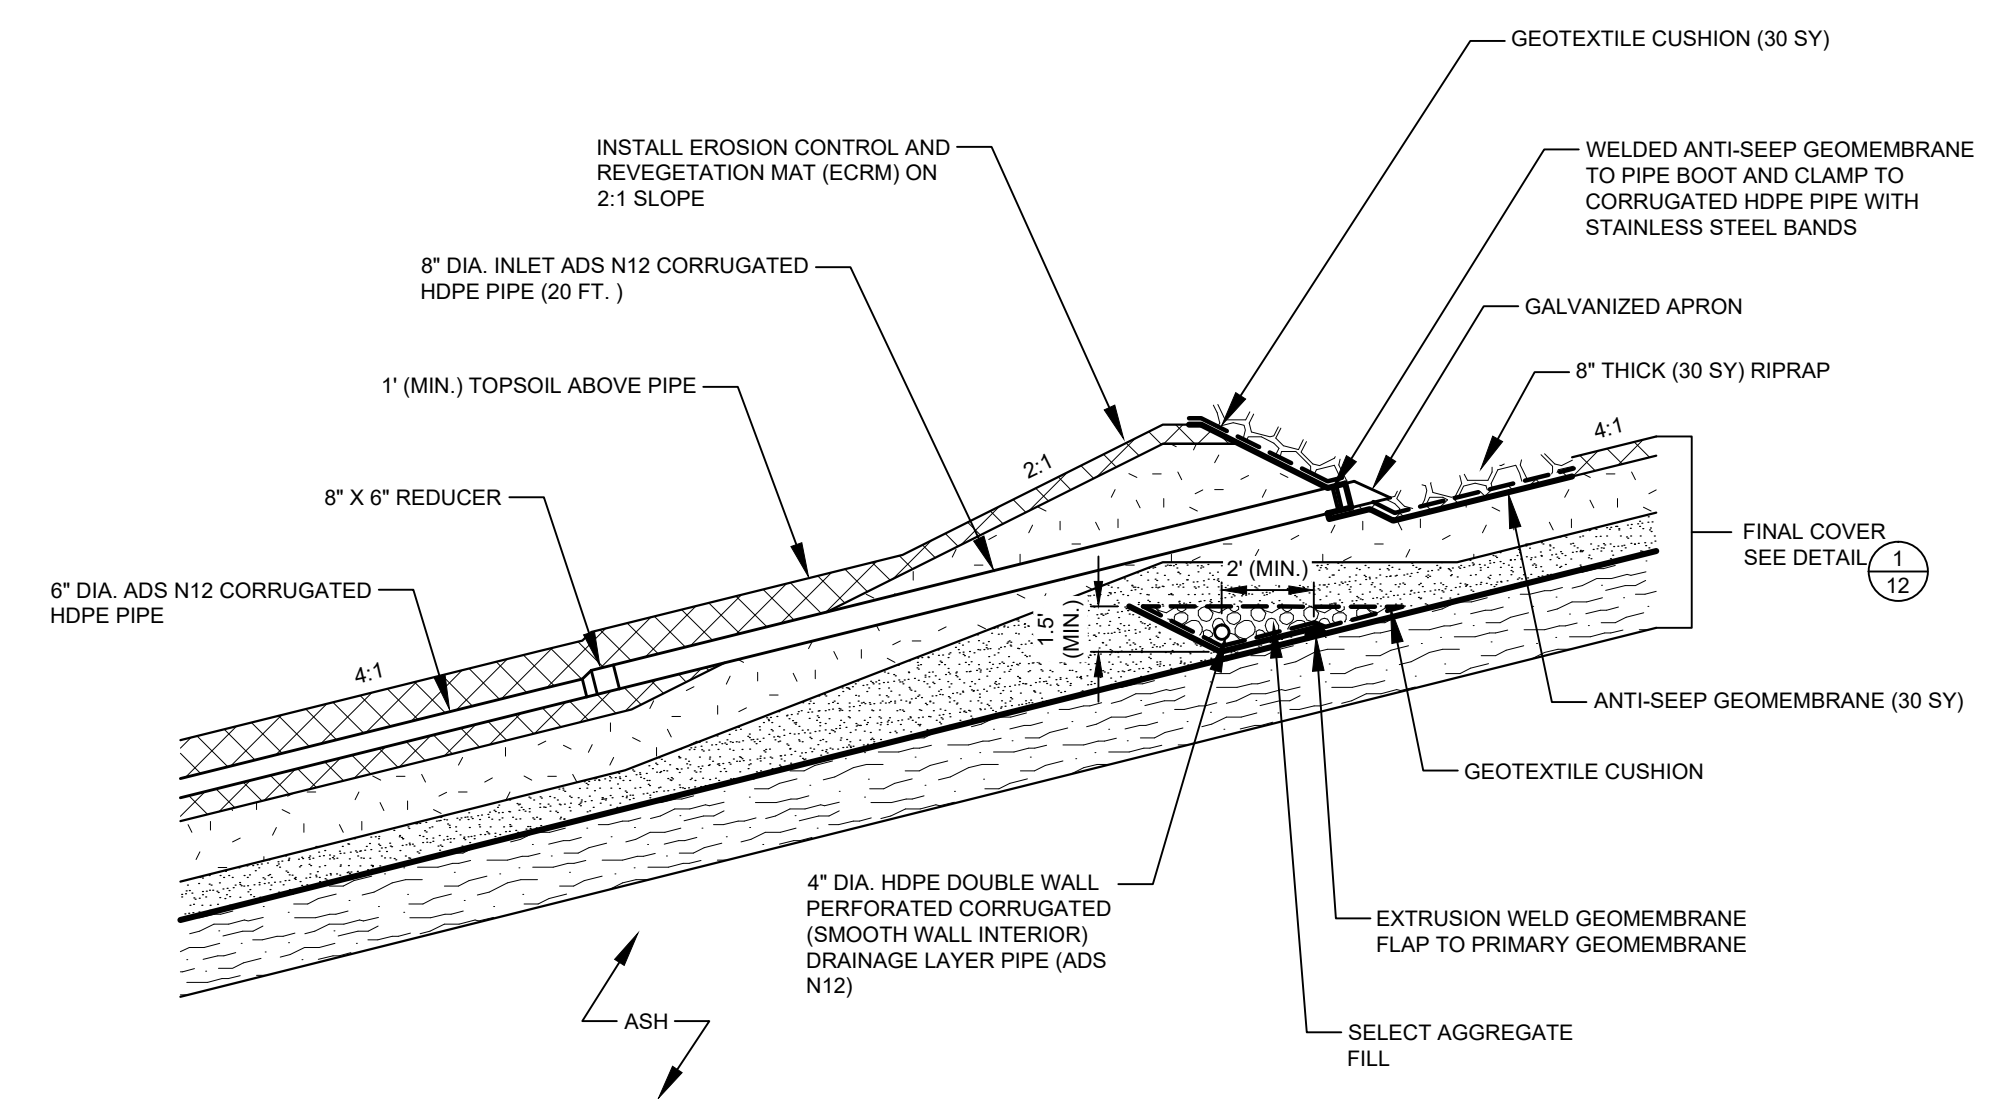 GEOTEXTILE CUSHION (30 SY)
INSTALL EROSION CONTROL AND
REVEGETATION MAT (ECRM) ON
2:1 SLOPE
WELDED ANTI-SEEP GEOMEMBRANE
TO PIPE BOOT AND CLAMP TO
CORRUGATED HDPE PIPE WITH
STAINLESS STEEL BANDS
8" DIA. INLET ADS N12 CORRUGATED
HDPE PIPE (20 FT. )
GALVANIZED APRON
1' (MIN.) TOPSOIL ABOVE PIPE
8" THICK (30 SY) RIPRAP
4:1
2:1
8" X 6" REDUCER
FINAL COVER
SEE DETAIL
1
12
6" DIA. ADS N12 CORRUGATED
HDPE PIPE
2' (MIN.)
1.5'
(MIN.)
4:1
ANTI-SEEP GEOMEMBRANE (30 SY)
GEOTEXTILE CUSHION
4" DIA. HDPE DOUBLE WALL
PERFORATED CORRUGATED
(SMOOTH WALL INTERIOR)
DRAINAGE LAYER PIPE (ADS
N12)
EXTRUSION WELD GEOMEMBRANE
FLAP TO PRIMARY GEOMEMBRANE
ASH
SELECT AGGREGATE
FILL